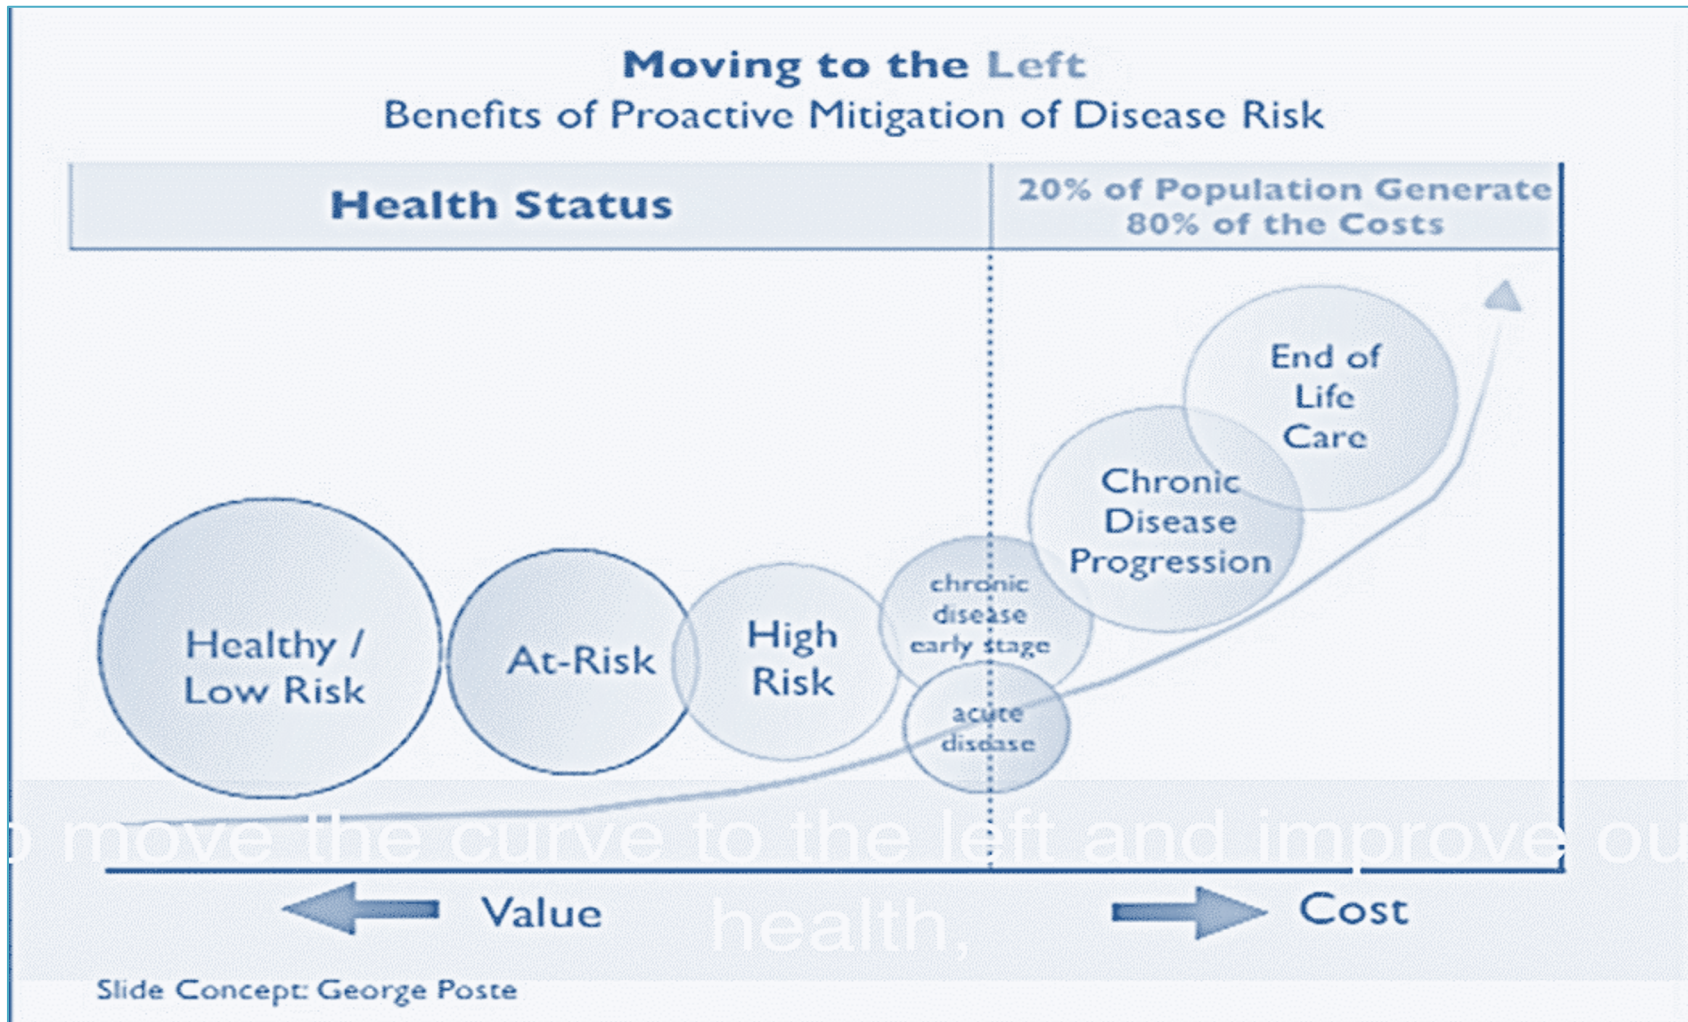 Moving to the Left
Benefits of Proactive Mitigation of Disease Risk
Health Status
20% of Population Generate
80% of the Costs
End of
Life
Care
Chronic
Disease
Progression
chronic
disease
early stage
acute
disease
High
Risk
At-Risk
Healthy /
Low Risk
move the curve to the left and improve
health,
Value
Cost
Slide Concept: George Poste